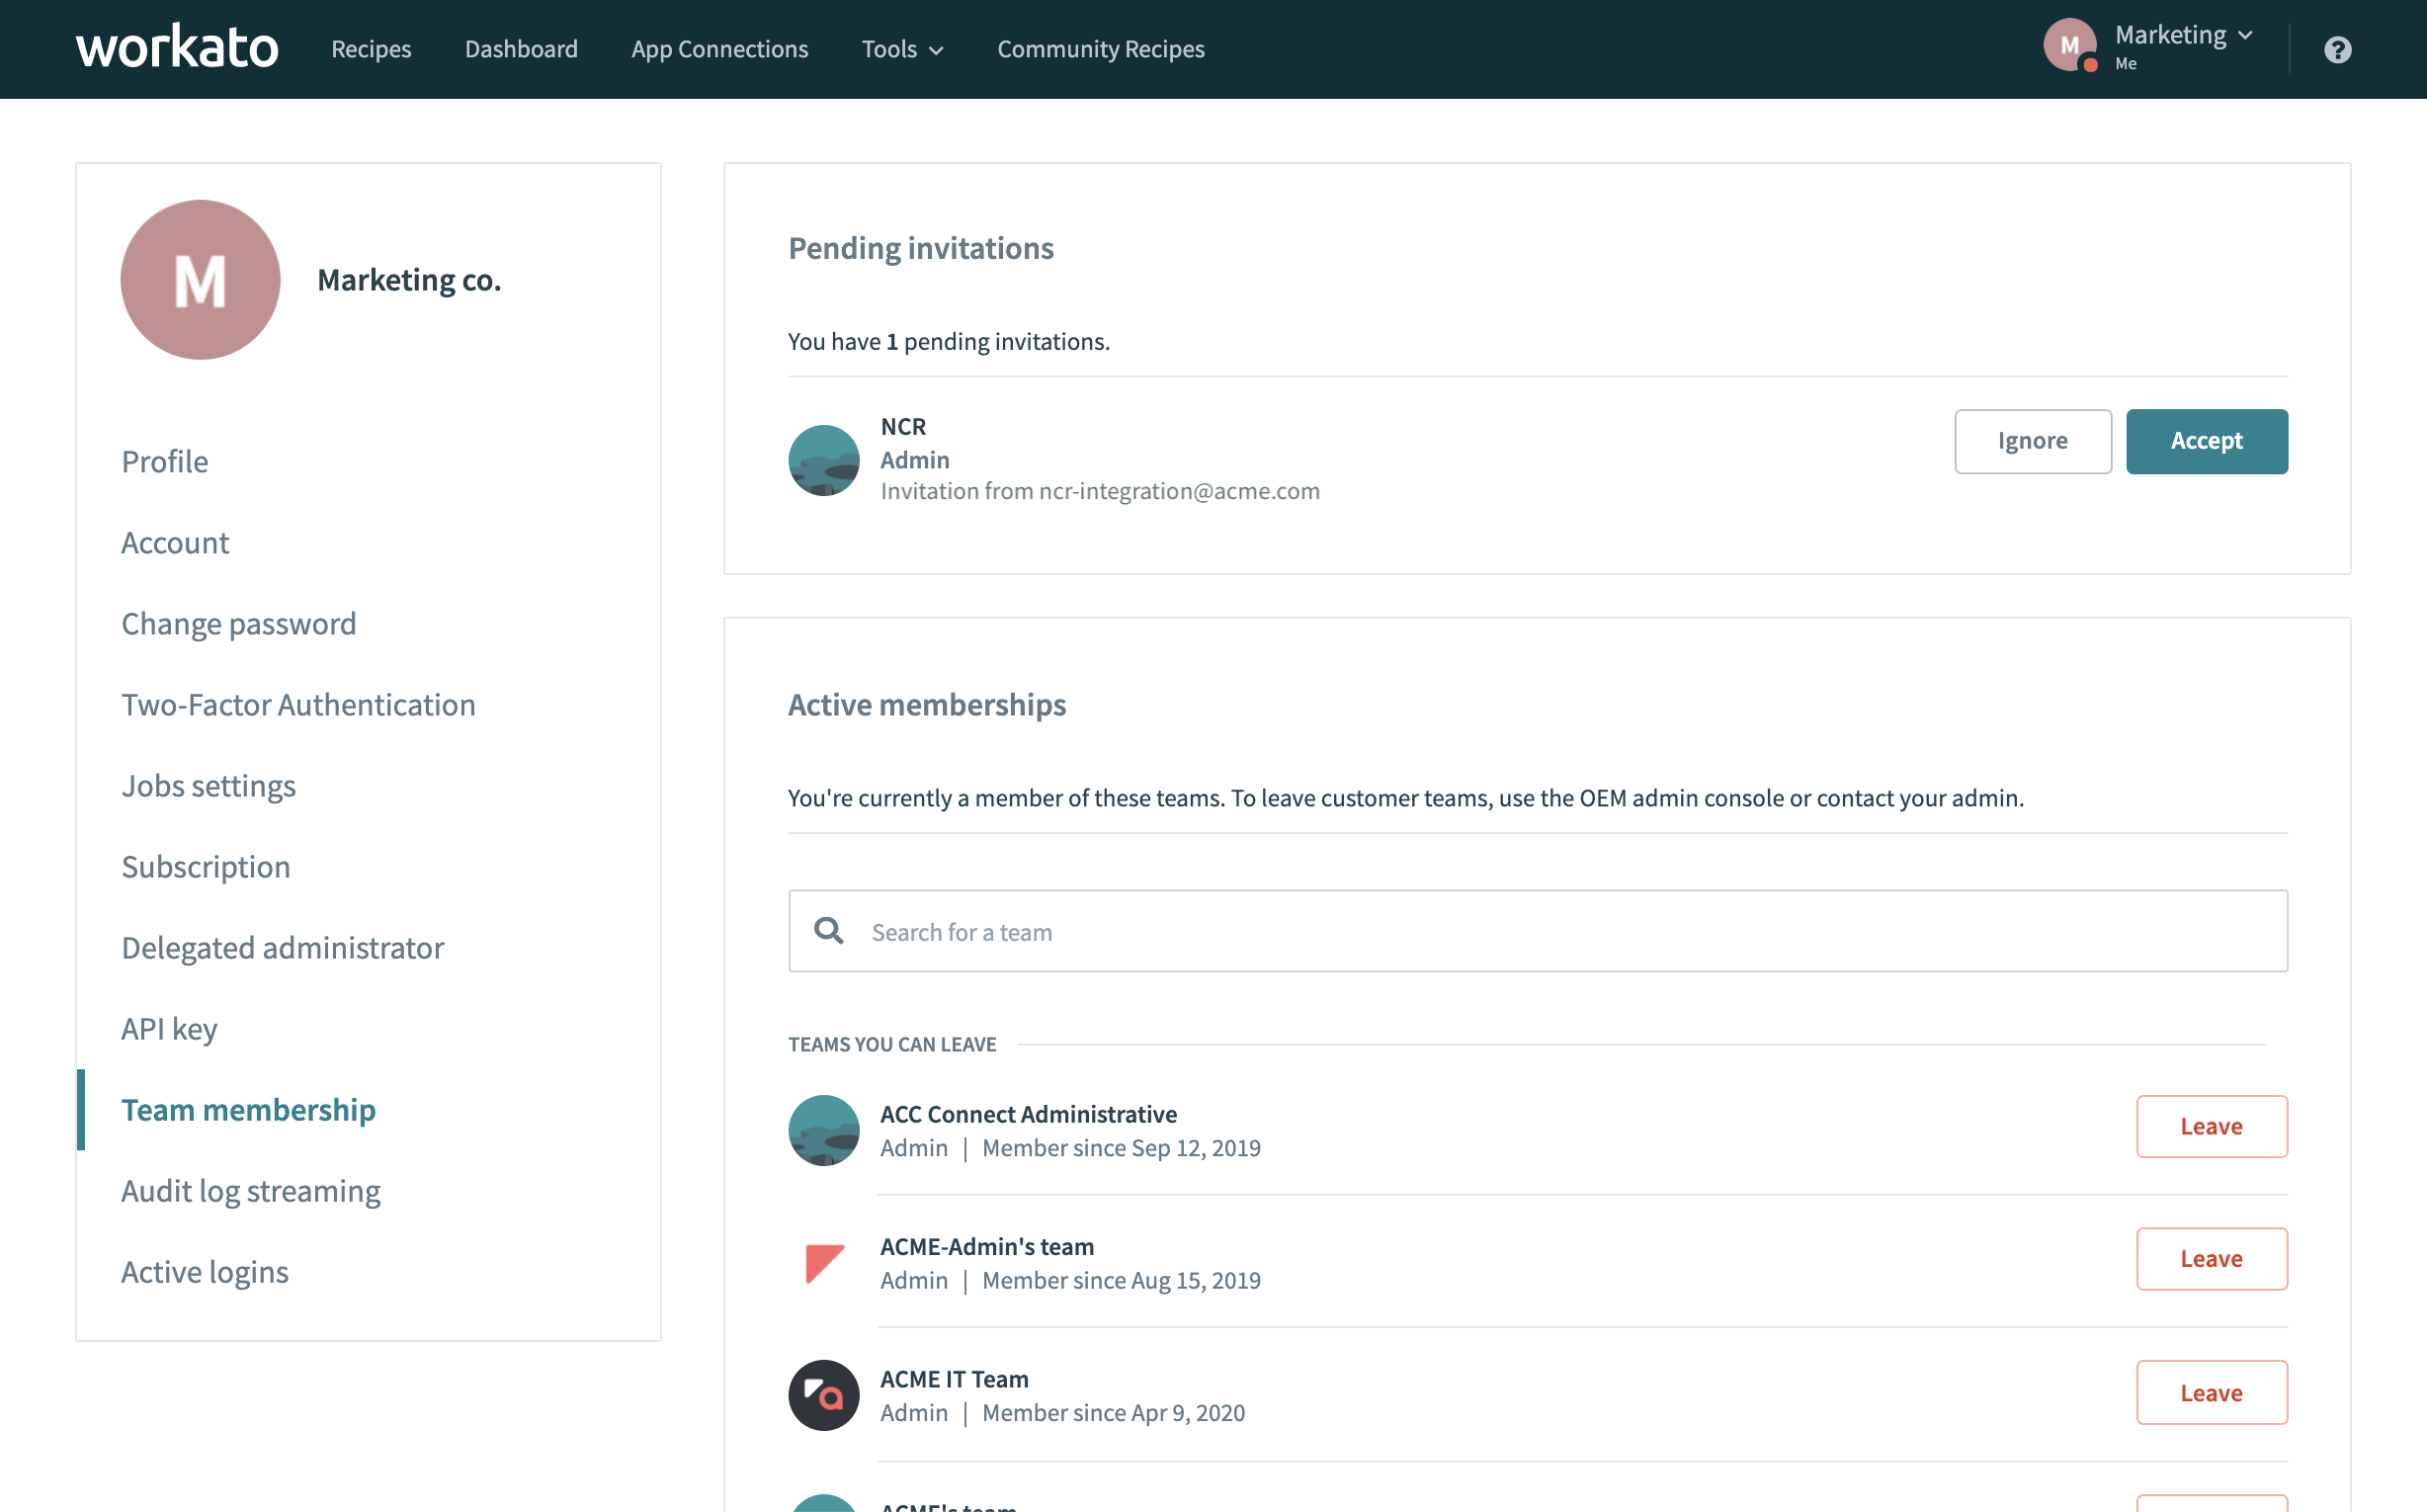 workato Recipes Dashboard App Connections Tools Community Recipes M Marketing ?
Me
M Marketing co.
Profile
Account
Change password
Two-Factor Authentication
Jobs settings
Subscription
Delegated administrator
API key
Team membership
Audit log streaming
Active logins
Pending invitations
You have 1 pending invitations.
NCR
Admin
Invitation from ncr-integration@acme.com
Ignore Accept
Active memberships
You're currently a member of these teams. To leave customer teams, use the OEM admin console or contact your admin.
Search for a team
TEAMS YOU CAN LEAVE
ACC Connect Administrative
Admin | Member since Sep 12, 2019
Leave
ACME-Admin's team
Admin | Member since Aug 15, 2019
Leave
a
ACME IT Team
Admin | Member since Apr 9, 2020
Leave
ACME's team